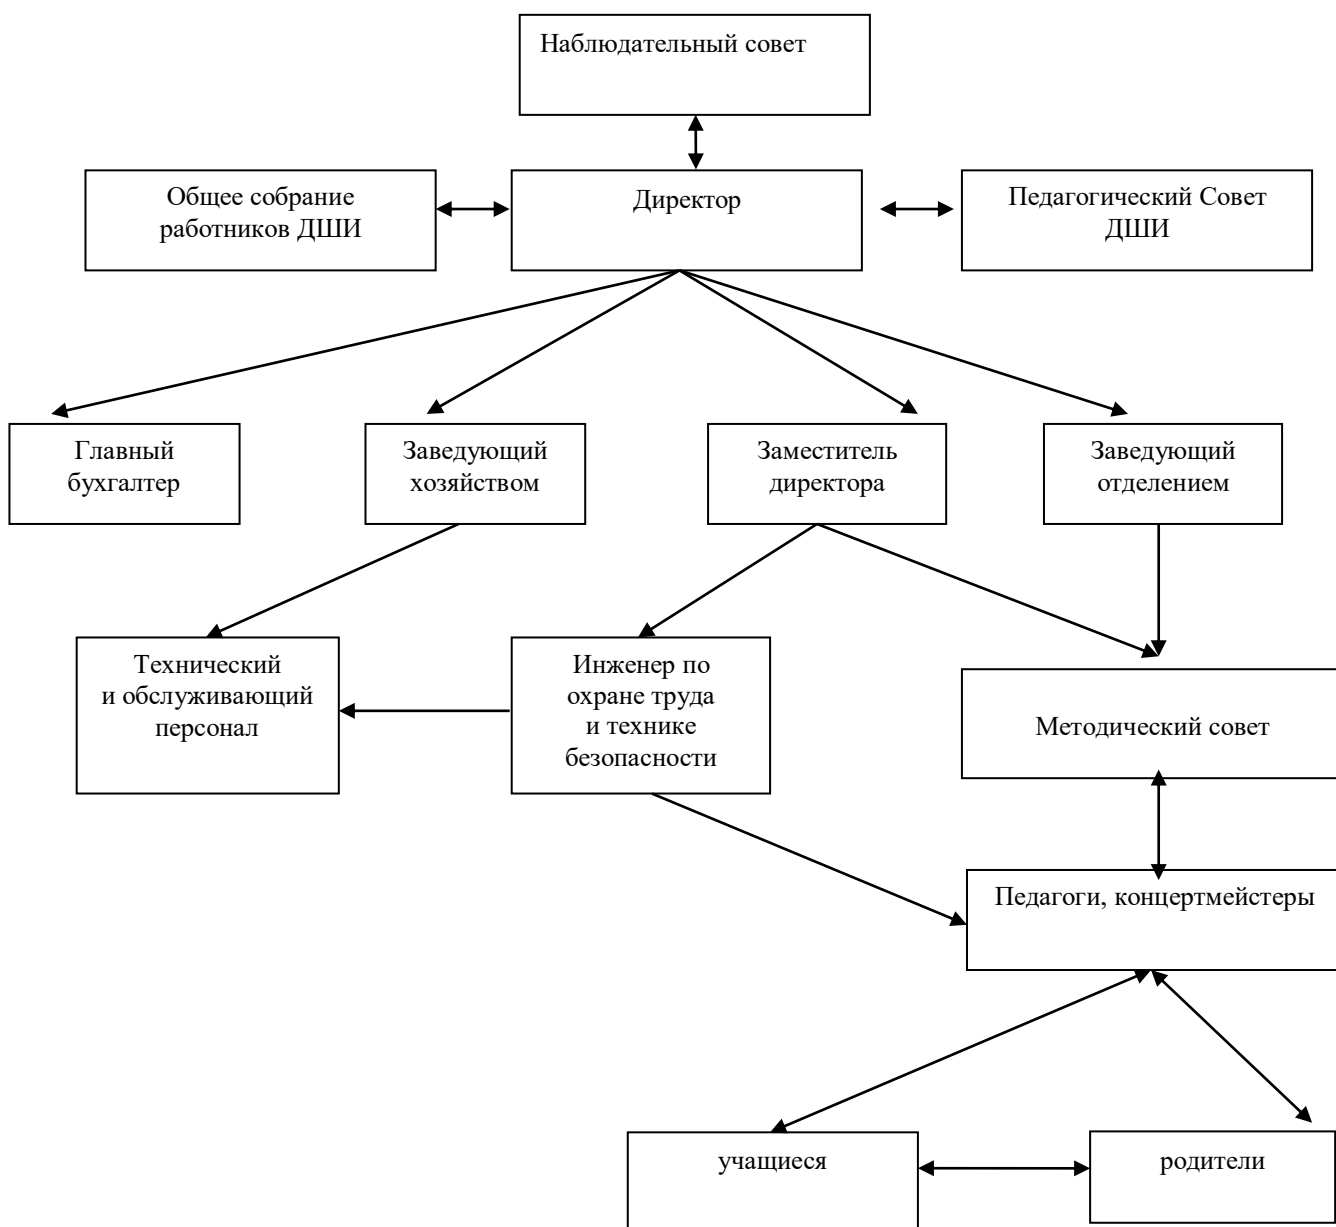 Наблюдательный совет
Общее собрание
работников ДШИ
Директор
Педагогический Совет
ДШИ
Главный
бухгалтер
Заведующий
хозяйством
Заместитель
директора
Заведующий
отделением
Технический
и обслуживающий
персонал
Инженер по
охране труда
и технике
безопасности
Методический совет
Педагоги, концертмейстеры
учащиеся
родители